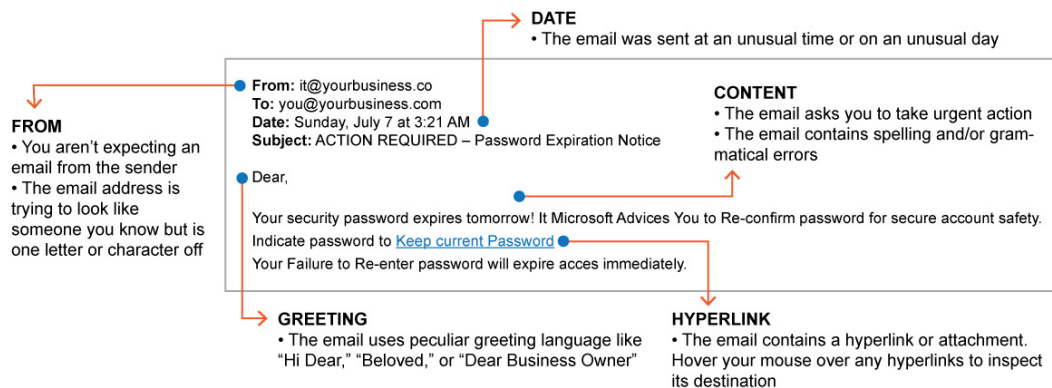 DATE
• The email was sent at an unusual time or on an unusual day
From: it@yourbusiness.co
To: you@yourbusiness.com
Date: Sunday, July 7 at 3:21 AM
Subject: ACTION REQUIRED – Password Expiration Notice
CONTENT
• The email asks you to take urgent action
• The email contains spelling and/or gram-
matical errors
FROM
• You aren't expecting an
email from the sender
• The email address is
trying to look like
someone you know but is
one letter or character off
Dear,
Your security password expires tomorrow! It Microsoft Advices You to Re-confirm password for secure account safety.
Indicate password to Keep current Password
Your Failure to Re-enter password will expire acces immediately.
GREETING
• The email uses peculiar greeting language like
“Hi Dear,” “Beloved,” or “Dear Business Owner”
HYPERLINK
• The email contains a hyperlink or attachment.
Hover your mouse over any hyperlinks to inspect
its destination